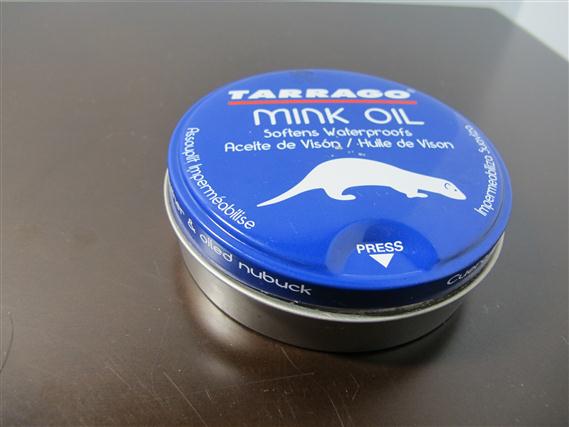 TARRAGO®
MINK OIL
Softens Waterproofs
Aceite de Visón / Huile de Vison
Assouplit Imperméabilise
Impermeabiliza Suaviza
PRESS
& oiled nubuck